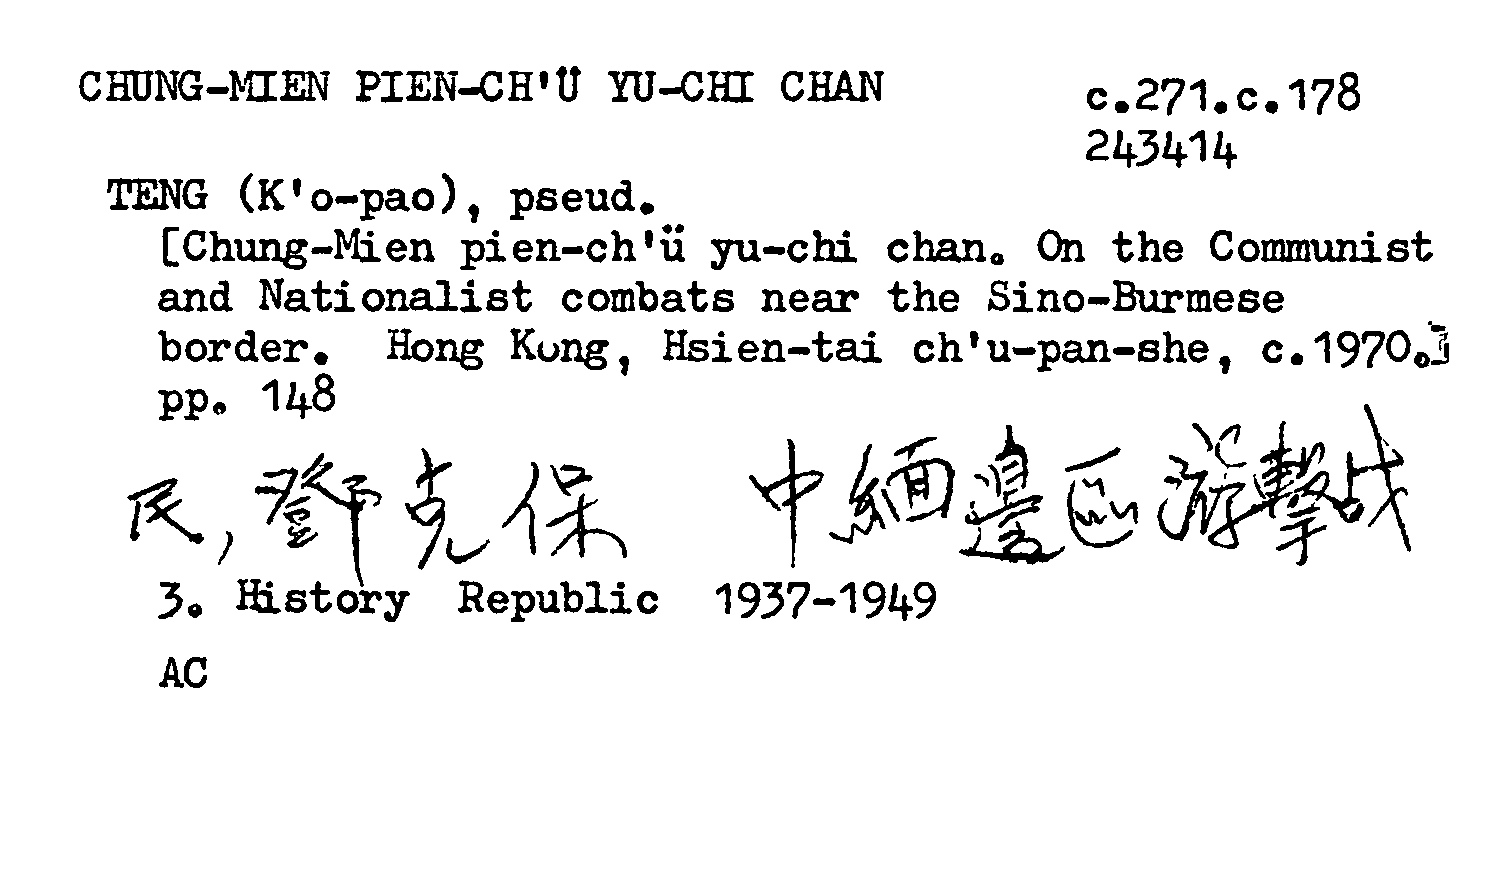 CHUNG-MIEN PIEN-CH'Ü YU-CHI CHAN
c.271.c.178
243414
TENG (K'o-pao), pseud.
[Chung-Mien pien-ch'ü yu-chi chan. On the Communist
and Nationalist combats near the Sino-Burmese
border. Hong Kong, Hsien-tai ch'u-pan-she, c.1970.]
pp. 148
民, 鄧克保 中緬邊區游擊战
3. History Republic 1937-1949
AC